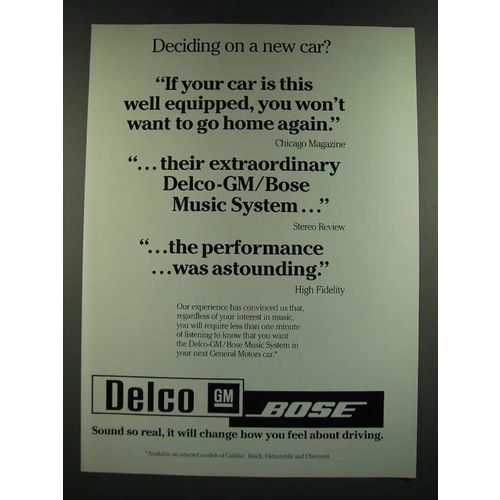 Deciding on a new car?
“If your car is this
well equipped, you won’t
want to go home again.”
Chicago Magazine
“...their extraordinary
Delco-GM/Bose
Music System...”
Stereo Review
“...the performance
...was astounding.”
High Fidelity
Our experience has convinced us that,
regardless of your interest in music,
you will require less than one minute
of listening to know that you want
the Delco-GM/Bose Music System in
your next General Motors car.*
Delco GM BOSE
Sound so real, it will change how you feel about driving.
*Available on selected models of Cadillac, Buick, Oldsmobile and Chevrolet.